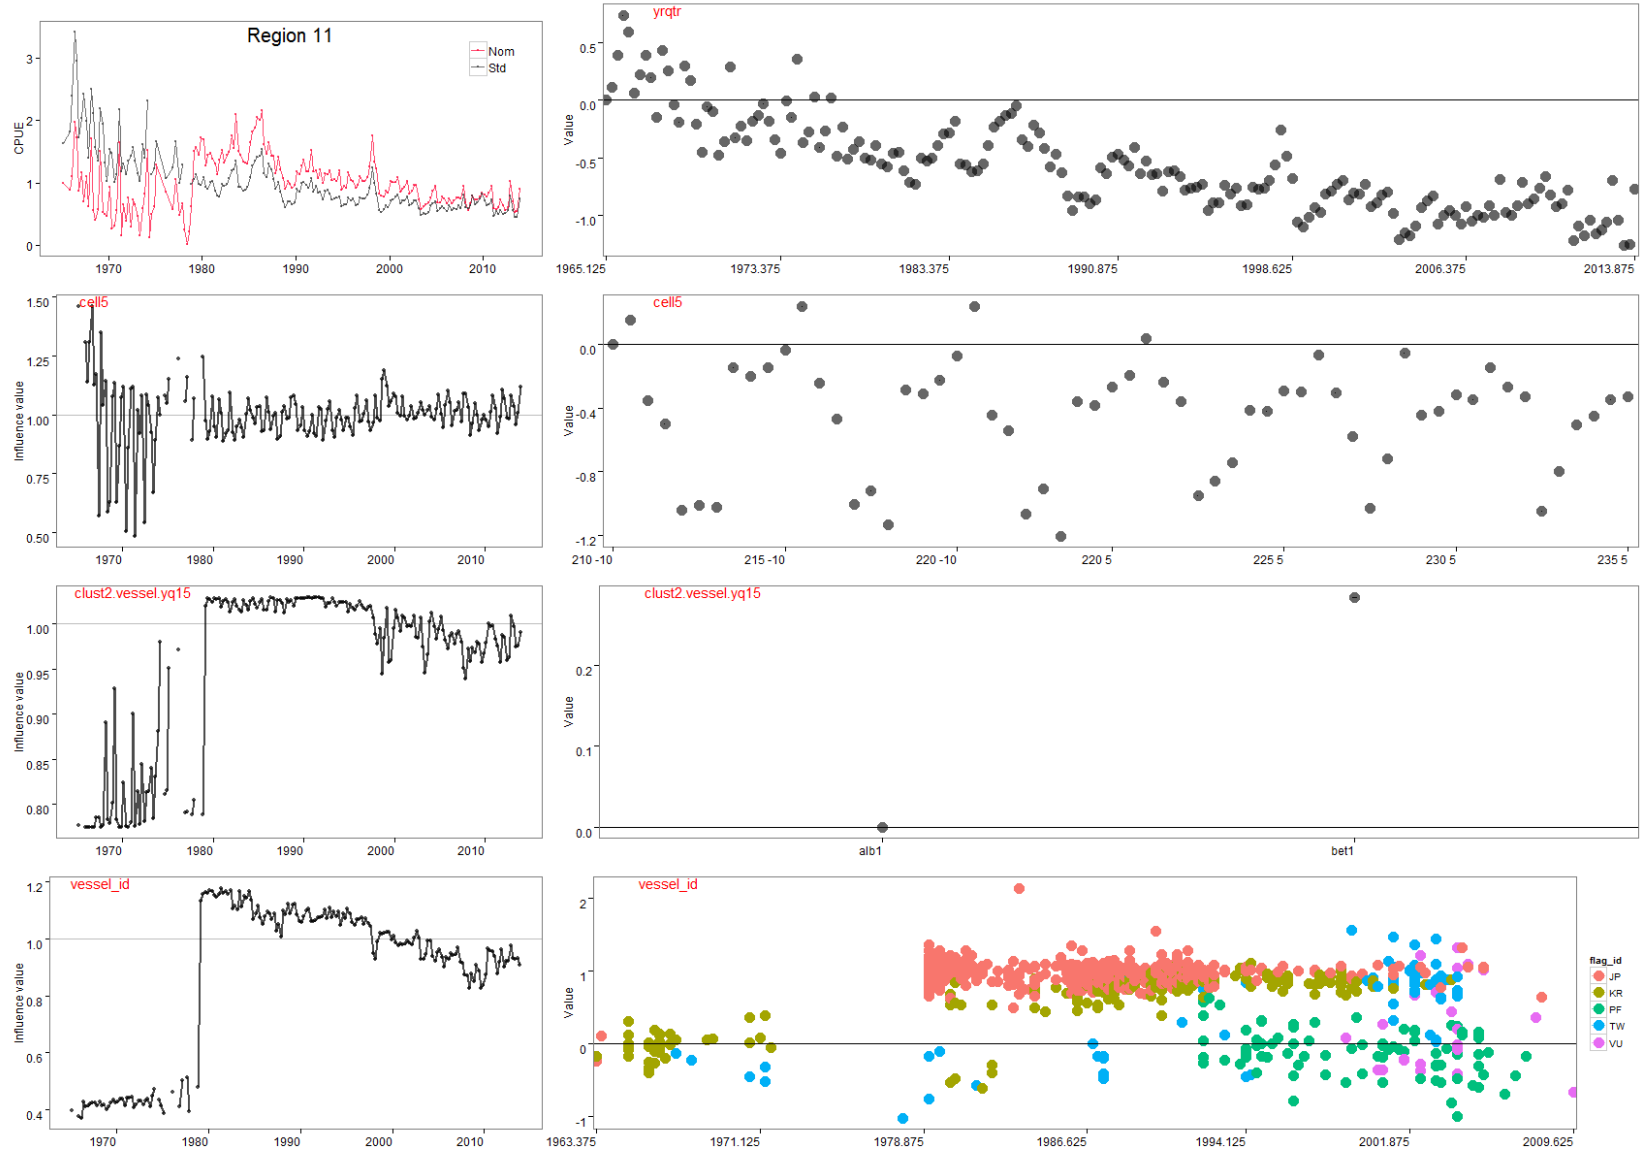 Region 11
Nom
Std
CPUE
3
2
1
0
1970
1980
1990
2000
2010
yrqtr
Value
0.5
0.0
-0.5
-1.0
1965.125
1973.375
1983.375
1990.875
1998.625
2006.375
2013.875
cell5
Influence value
1.50
1.25
1.00
0.75
0.50
1970
1980
1990
2000
2010
cell5
Value
0.0
-0.4
-0.8
-1.2
210 -10
215 -10
220 -10
220 5
225 5
230 5
235 5
clust2.vessel.yq15
Influence value
1.00
0.95
0.90
0.85
0.80
1970
1980
1990
2000
2010
clust2.vessel.yq15
Value
0.2
0.1
0.0
alb1
bet1
vessel_id
Influence value
1.2
1.0
0.8
0.6
0.4
1970
1980
1990
2000
2010
vessel_id
Value
2
1
0
-1
1963.375
1971.125
1978.875
1986.625
1994.125
2001.875
2009.625
flag_id
JP
KR
PF
TW
VU